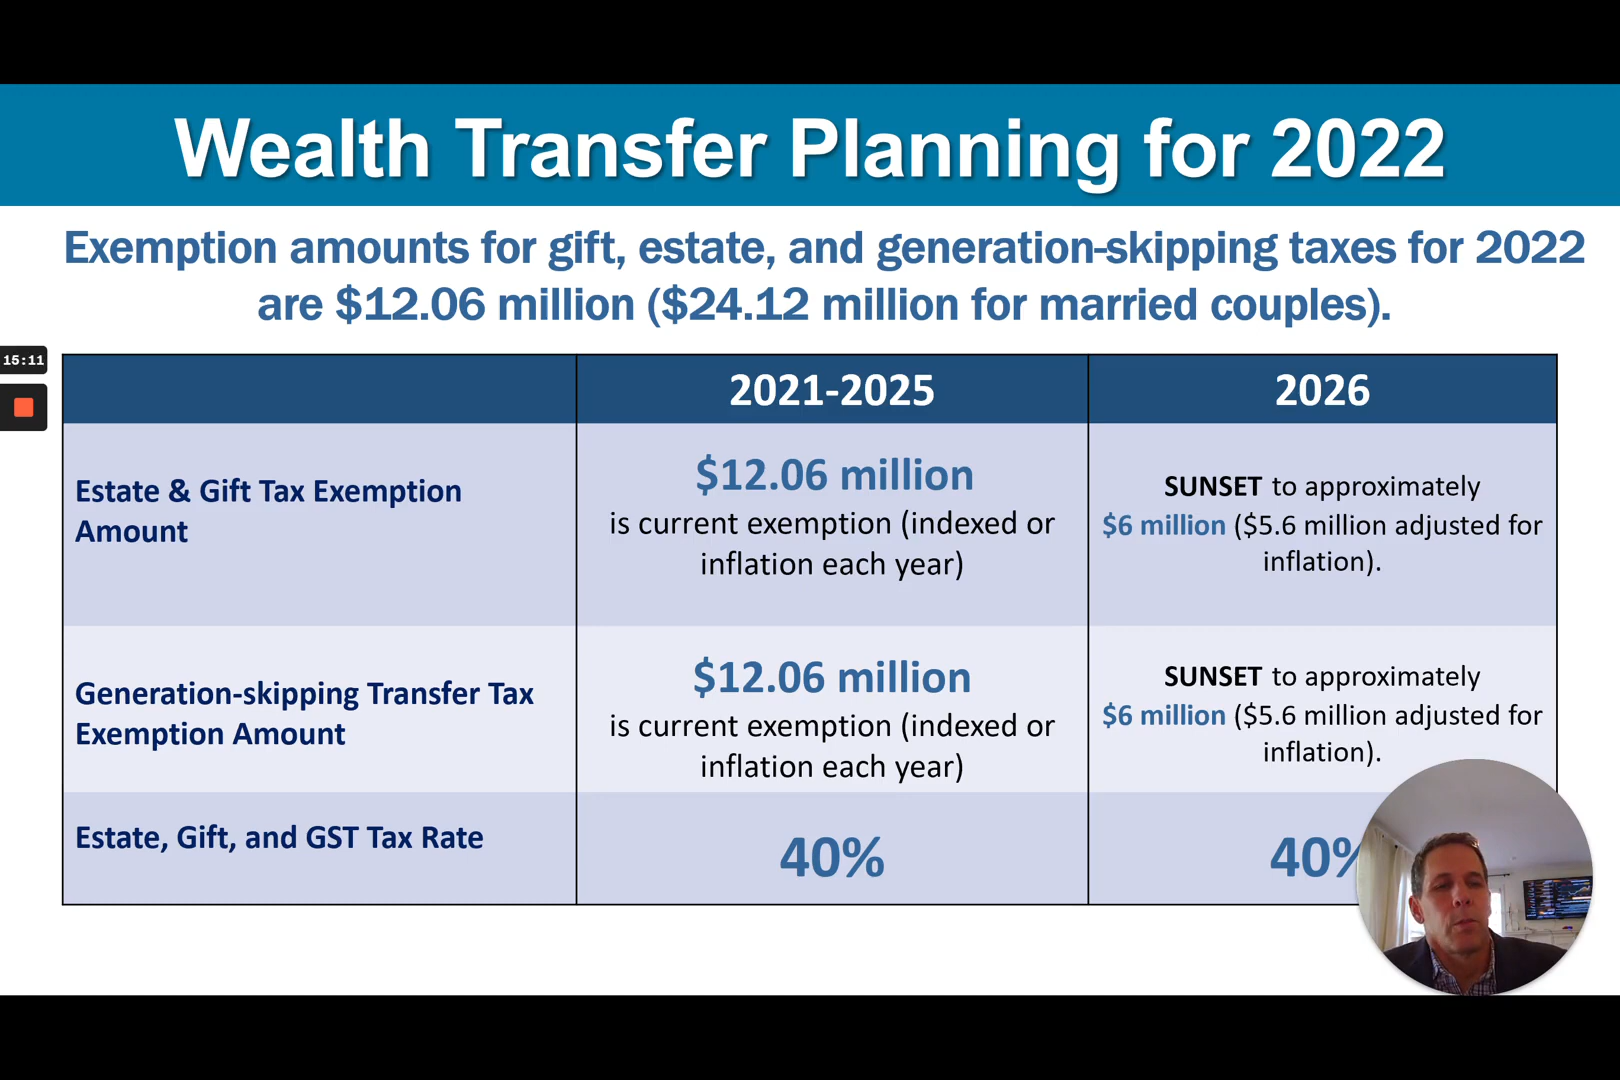 Wealth Transfer Planning for 2022
Exemption amounts for gift, estate, and generation-skipping taxes for 2022
are $12.06 million ($24.12 million for married couples).
15:11
2021-2025
2026
Estate & Gift Tax Exemption
Amount
$12.06 million
is current exemption (indexed or
inflation each year)
SUNSET to approximately
$6 million ($5.6 million adjusted for
inflation).
Generation-skipping Transfer Tax
Exemption Amount
$12.06 million
is current exemption (indexed or
inflation each year)
SUNSET to approximately
$6 million ($5.6 million adjusted for
inflation).
Estate, Gift, and GST Tax Rate
40%
40%